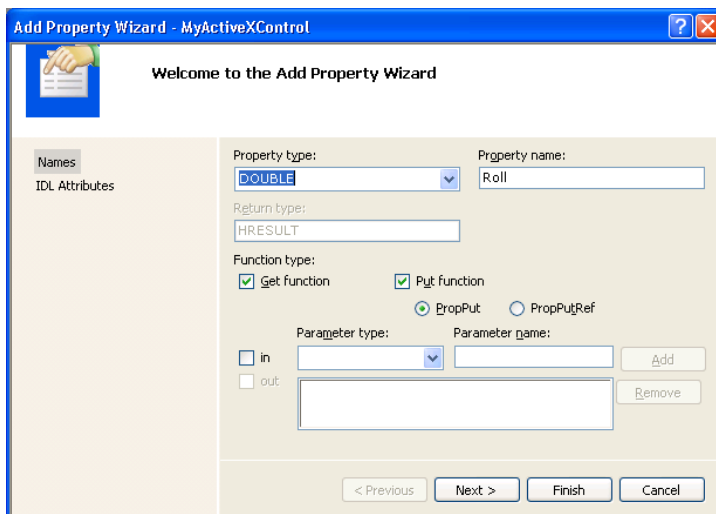 Add Property Wizard - MyActiveXControl
Welcome to the Add Property Wizard
Names
IDL Attributes
Property type:
Property name:
DOUBLE
Roll
Return type:
HRESULT
Function type:
Get function
Put function
PropPut
PropPutRef
Parameter type:
Parameter name:
in
Add
out
Remove
< Previous
Next >
Finish
Cancel